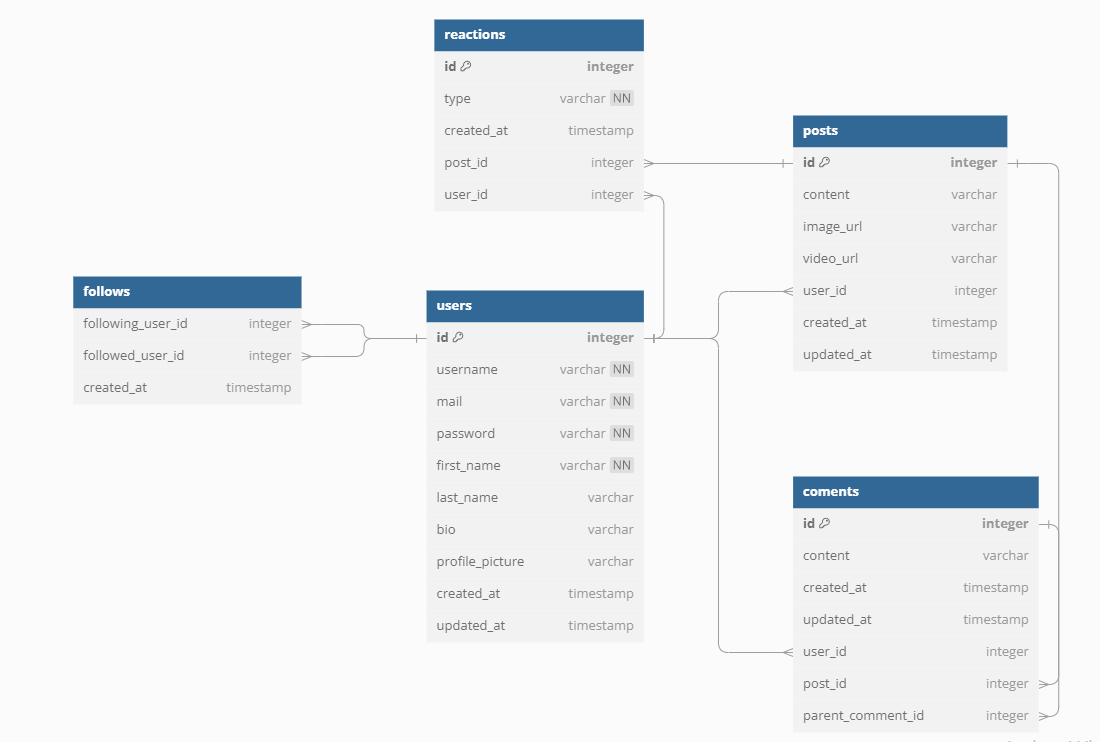 reactions
id integer
type varchar NN
created_at timestamp
post_id integer
user_id integer
posts
id integer
content varchar
image_url varchar
video_url varchar
user_id integer
created_at timestamp
updated_at timestamp
follows
following_user_id integer
followed_user_id integer
created_at timestamp
users
id integer
username varchar NN
mail varchar NN
password varchar NN
first_name varchar NN
last_name varchar
bio varchar
profile_picture varchar
created_at timestamp
updated_at timestamp
coments
id integer
content varchar
created_at timestamp
updated_at timestamp
user_id integer
post_id integer
parent_comment_id integer